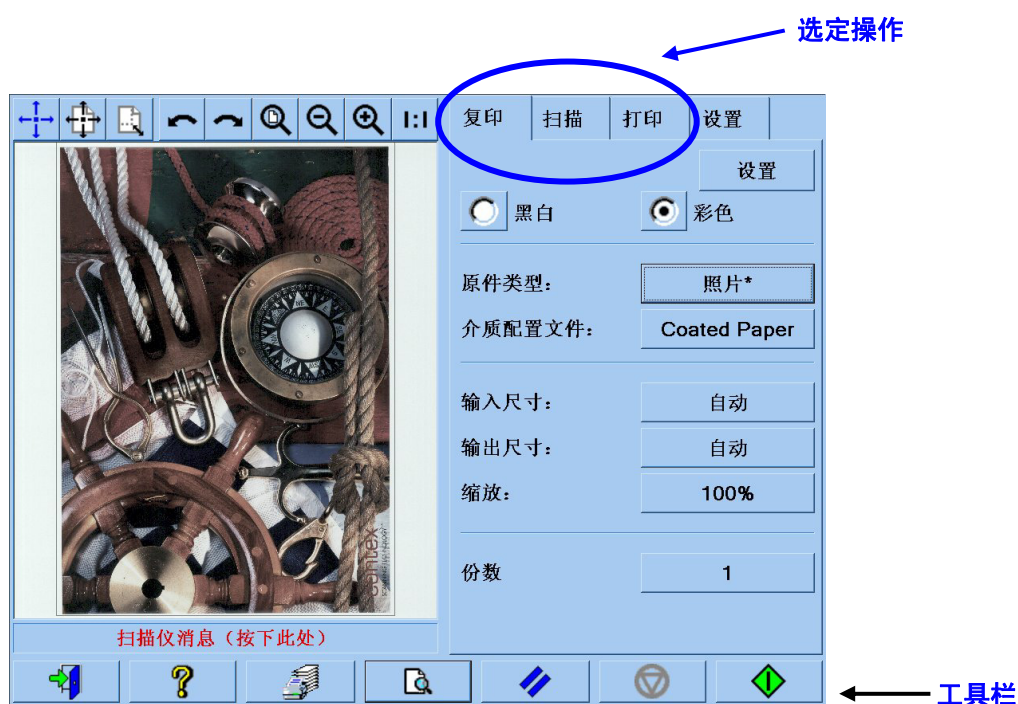 选定操作
1:1
复印 扫描 打印 设置
设置
黑白 彩色
原件类型： 照片*
介质配置文件： Coated Paper
输入尺寸： 自动
输出尺寸： 自动
缩放： 100%
份数 1
contex
扫描仪消息（按下此处）
工具栏